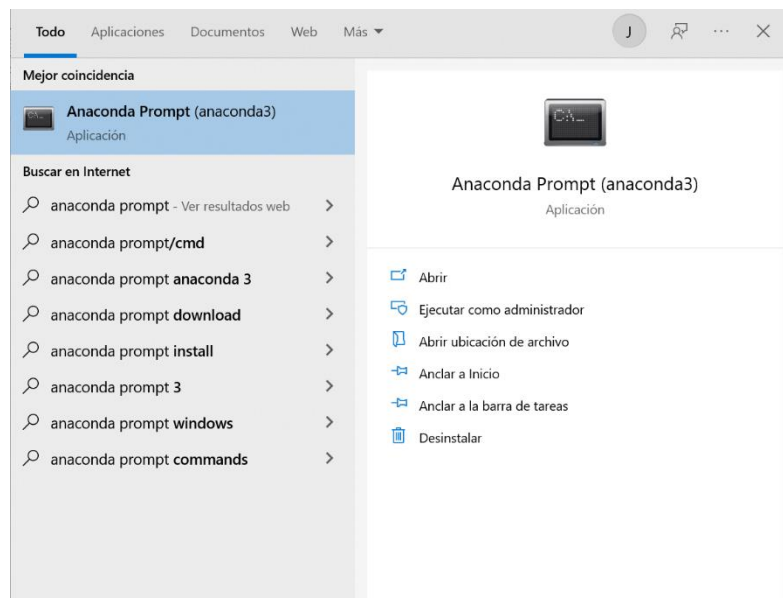 Todo Aplicaciones Documentos Web Más J ...
Mejor coincidencia
Anaconda Prompt (anaconda3)
Aplicación
Buscar en Internet
anaconda prompt - Ver resultados web
anaconda prompt/cmd
anaconda prompt anaconda 3
anaconda prompt download
anaconda prompt install
anaconda prompt 3
anaconda prompt windows
anaconda prompt commands
C:\_
Anaconda Prompt (anaconda3)
Aplicación
Abrir
Ejecutar como administrador
Abrir ubicación de archivo
Anclar a Inicio
Anclar a la barra de tareas
Desinstalar